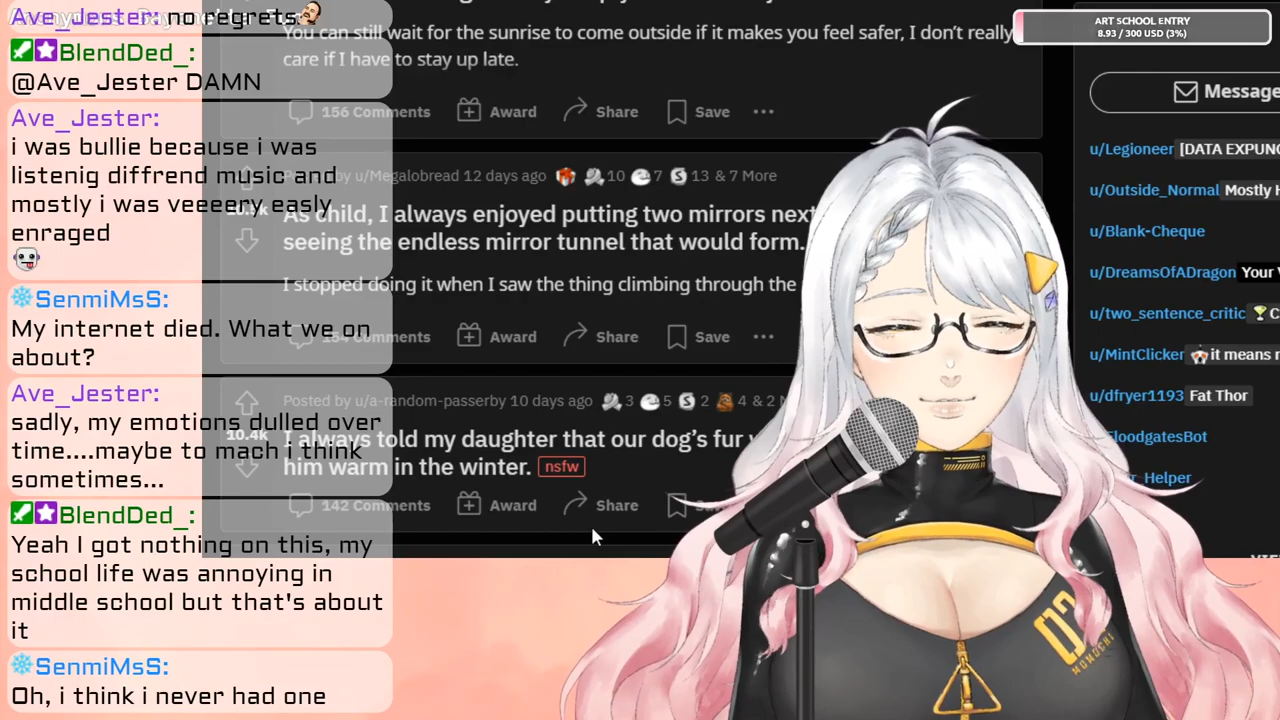 Ave_Jester: no regrets
BlendDed_:
@Ave_Jester DAMN
Ave_Jester:
i was bullie because i was
listenig diffrend music and
mostly i was veeeery easly
enraged
SenmiMsS:
My internet died. What we on
about?
Ave_Jester:
sadly, my emotions dulled over
time....maybe to mach i think
sometimes...
BlendDed_:
Yeah I got nothing on this, my
school life was annoying in
middle school but that's about
it
SenmiMsS:
Oh, i think i never had one
You can still wait for the sunrise to come outside if it makes you feel safer, I don't really
care if I have to stay up late.
156 Comments Award Share Save
Posted by u/Megalobread 12 days ago 10 7 13 & 7 More
As child, I always enjoyed putting two mirrors next
seeing the endless mirror tunnel that would form.
I stopped doing it when I saw the thing climbing through the
Comments Award Share Save
Posted by u/a-random-passerby 10 days ago 3 5 2 4 & 2
10.4k
I always told my daughter that our dog's fur
him warm in the winter. nsfw
142 Comments Award Share
ART SCHOOL ENTRY
8.93 / 300 USD (3%)
Message
u/Legioneer [DATA EXPUNG
u/Outside_Normal Mostly H
u/Blank-Cheque
u/DreamsOfADragon Your
u/two_sentence_critic C
u/MintClicker it means
u/dfryer1193 Fat Thor
FloodgatesBot
Helper
02
MOMOCHI